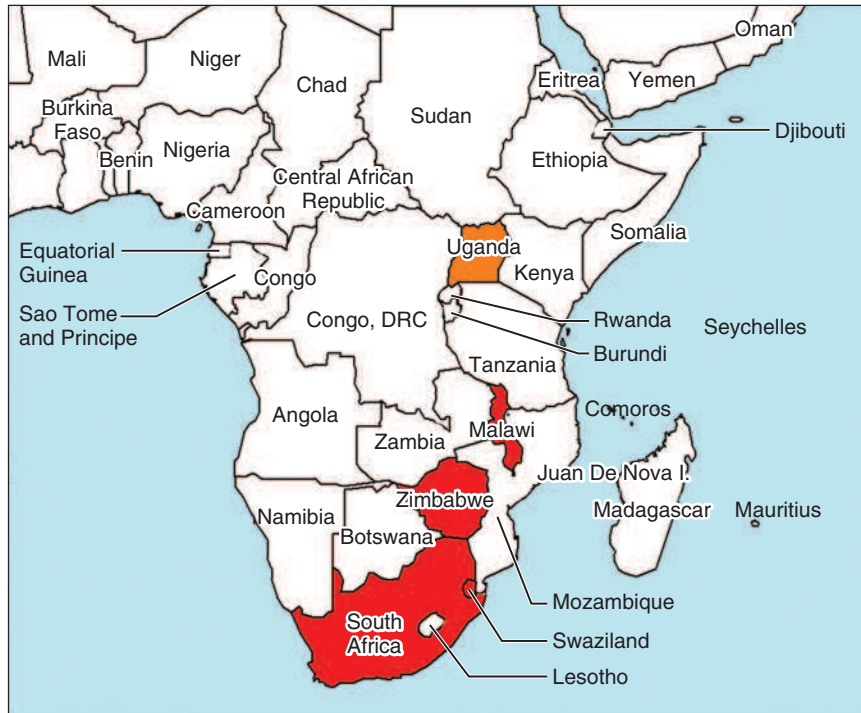 Oman
Mali
Niger
Chad
Sudan
Eritrea
Yemen
Burkina
Faso
Benin
Nigeria
Djibouti
Ethiopia
Central African
Republic
Cameroon
Somalia
Equatorial
Guinea
Uganda
Kenya
Congo
Sao Tome
and Principe
Congo, DRC
Rwanda
Seychelles
Burundi
Tanzania
Angola
Comoros
Zambia
Malawi
Juan De Nova I.
Zimbabwe
Madagascar
Mauritius
Namibia
Botswana
Mozambique
South
Africa
Swaziland
Lesotho